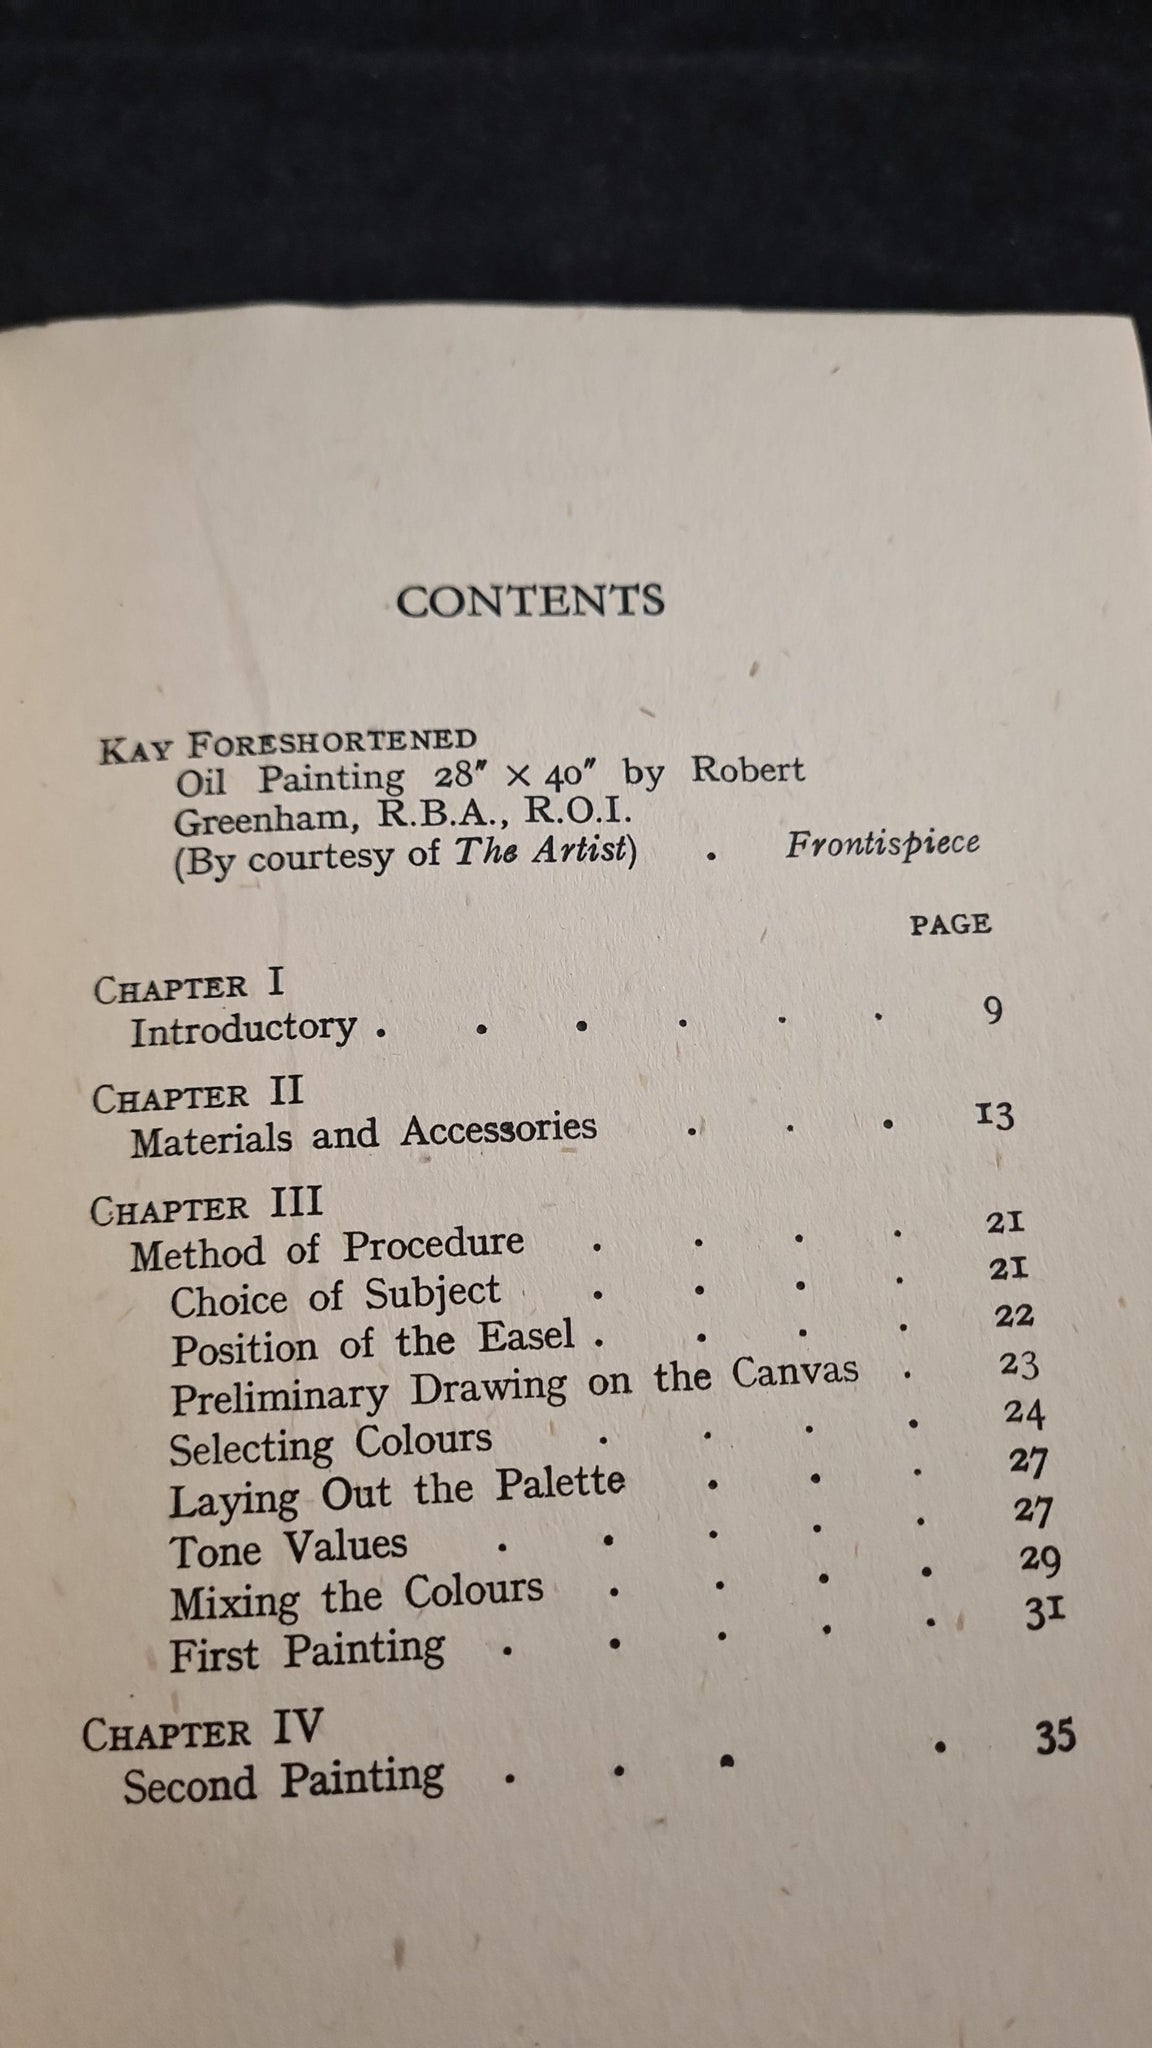 CONTENTS
KAY FORESHORTENED
Oil Painting 28″ × 40″ by Robert
Greenham, R.B.A., R.O.I.
(By courtesy of The Artist) . Frontispiece
PAGE
CHAPTER I
Introductory . . . . . . 9
CHAPTER II
Materials and Accessories . . . 13
CHAPTER III
Method of Procedure . . . . 21
Choice of Subject . . . . 21
Position of the Easel . . . . 22
Preliminary Drawing on the Canvas . 23
Selecting Colours . . . . 24
Laying Out the Palette . . . 27
Tone Values . . . . . 27
Mixing the Colours . . . . 29
First Painting . . . . . 31
CHAPTER IV
Second Painting . . . . 35